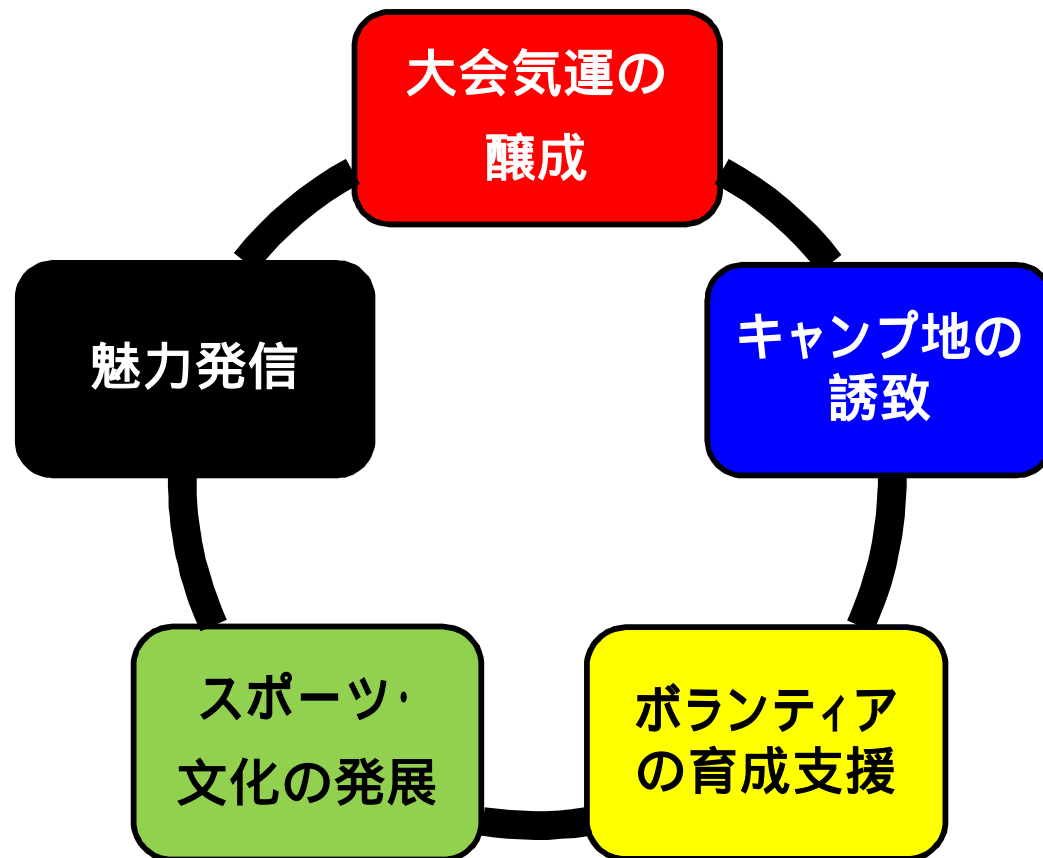 大会気運の
醸成
魅力発信
キャンプ地の
誘致
スポーツ・
文化の発展
ボランティア
の育成支援